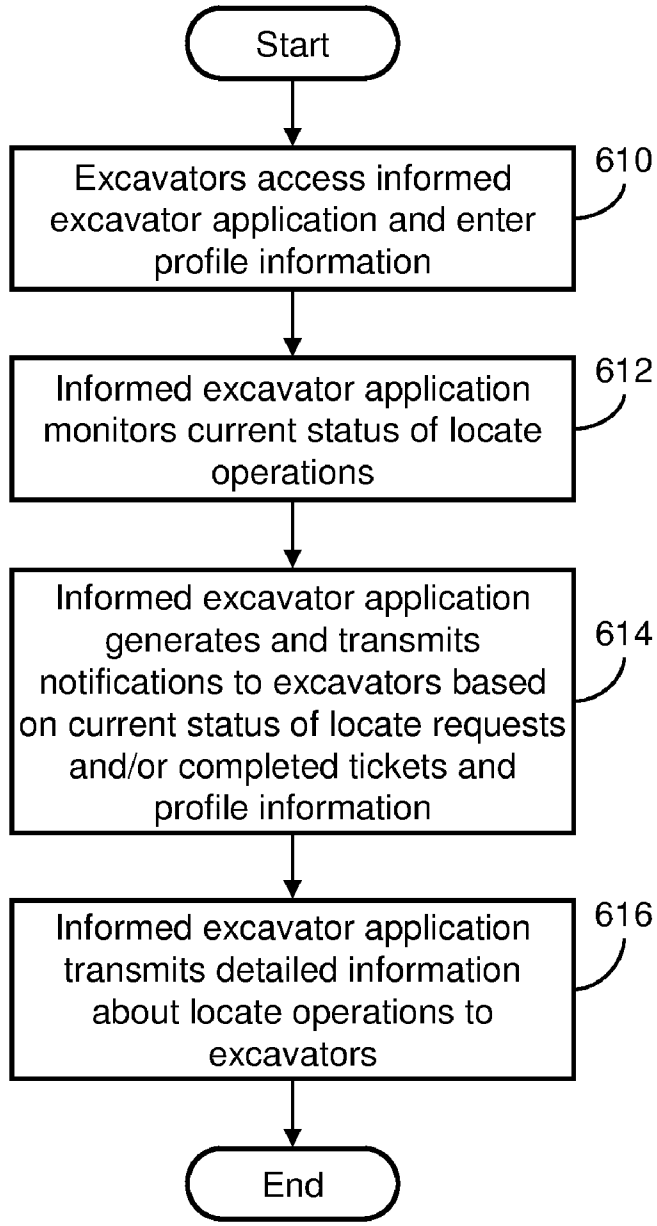 Start
610
Excavators access informed
excavator application and enter
profile information
612
Informed excavator application
monitors current status of locate
operations
614
Informed excavator application
generates and transmits
notifications to excavators based
on current status of locate requests
and/or completed tickets and
profile information
616
Informed excavator application
transmits detailed information
about locate operations to
excavators
End